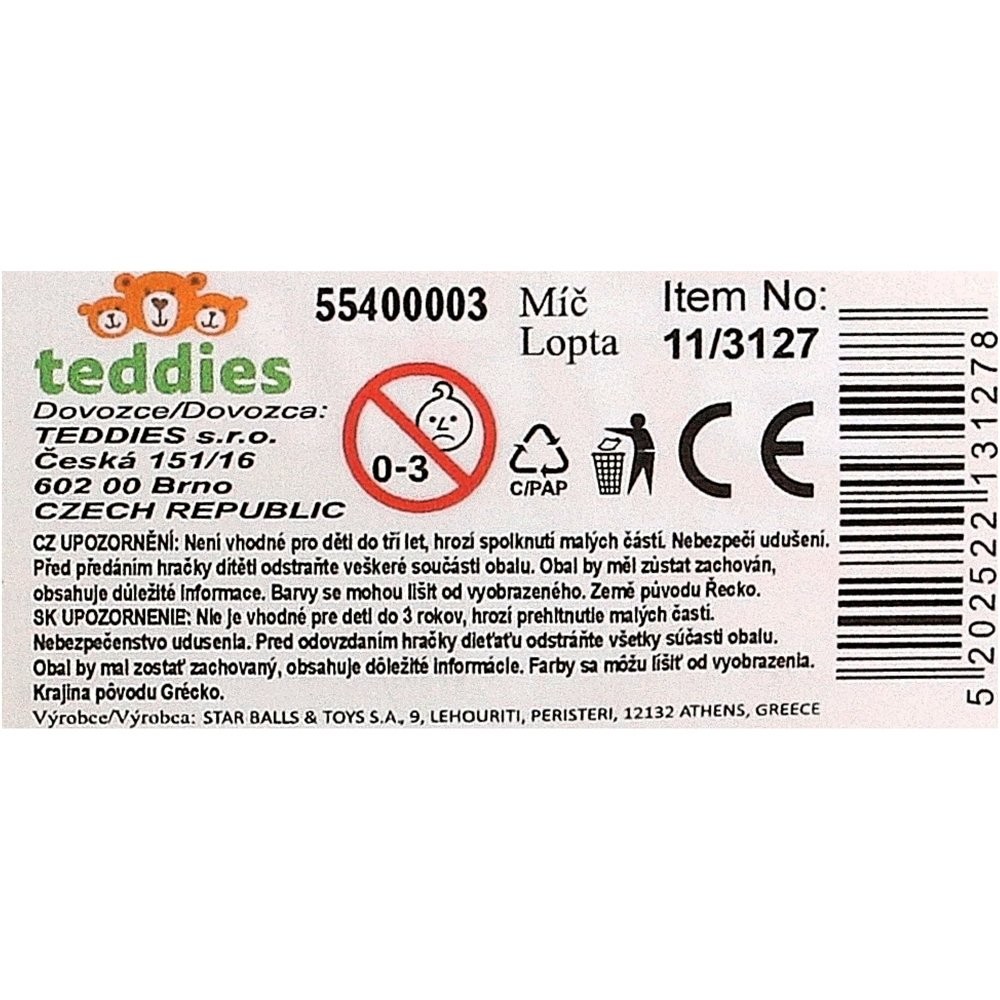 teddies
55400003 Míč
Lopta
Item No:
11/3127
Dovozce/Dovozca:
TEDDIES s.r.o.
Česká 151/16
602 00 Brno
CZECH REPUBLIC
0-3
C/PAP
CE
CZ UPOZORNĚNÍ: Není vhodné pro děti do tří let, hrozí spolknutí malých částí. Nebezpečí udušení.
Před předáním hračky dítěti odstraňte veškeré součásti obalu. Obal by měl zůstat zachován,
obsahuje důležité informace. Barvy se mohou lišit od vyobrazeného. Země původu Řecko.
SK UPOZORNENIE: Nie je vhodné pre deti do 3 rokov, hrozí prehltnutie malých častí.
Nebezpečenstvo udusenia. Pred odovzdaním hračky dieťaťu odstráňte všetky súčasti obalu.
Obal by mal zostať zachovaný, obsahuje dôležité informácie. Farby sa môžu líšiť od vyobrazenia.
Krajina pôvodu Grécko.
Výrobce/Výrobca: STAR BALLS & TOYS S.A., 9, LEHOURITI, PERISTERI, 12132 ATHENS, GREECE
5 202522 131278